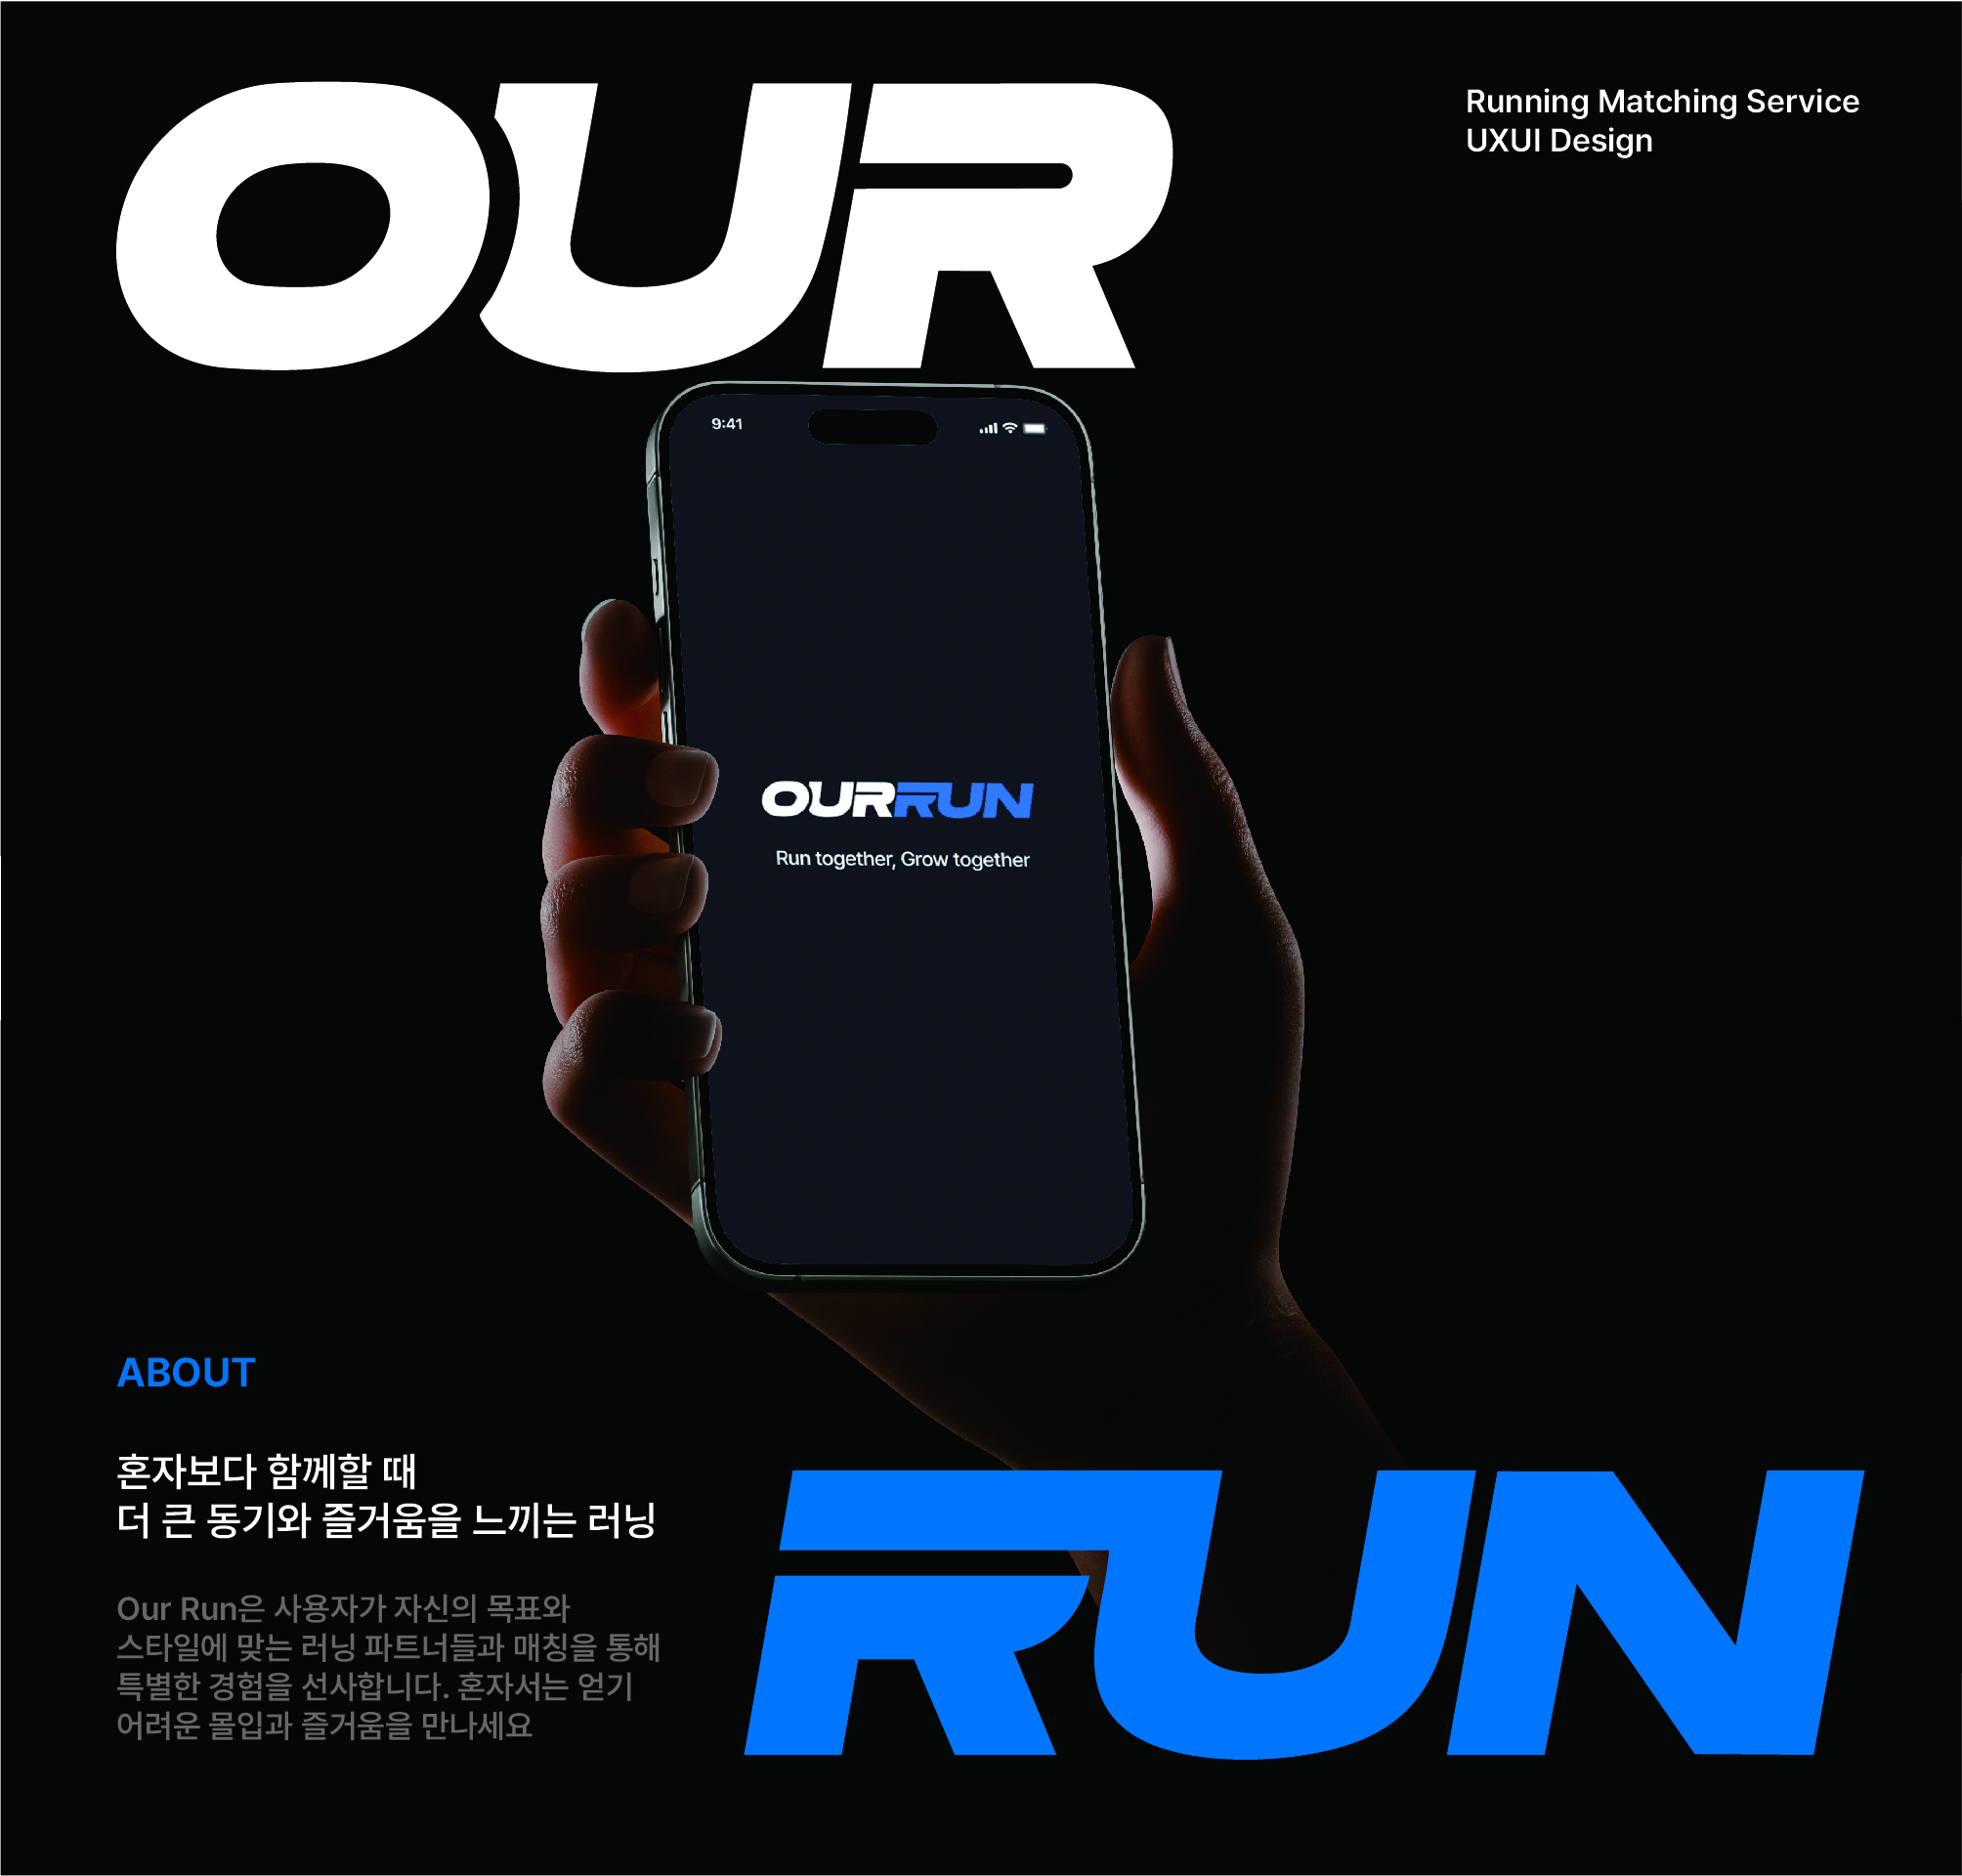 OUR
Running Matching Service
UXUI Design
9:41
OURRUN
Run together, Grow together
ABOUT
혼자보다 함께할 때
더 큰 동기와 즐거움을 느끼는 러닝
Our Run은 사용자가 자신의 목표와
스타일에 맞는 러닝 파트너들과 매칭을 통해
특별한 경험을 선사합니다. 혼자서는 얻기
어려운 몰입과 즐거움을 만나세요
RUN